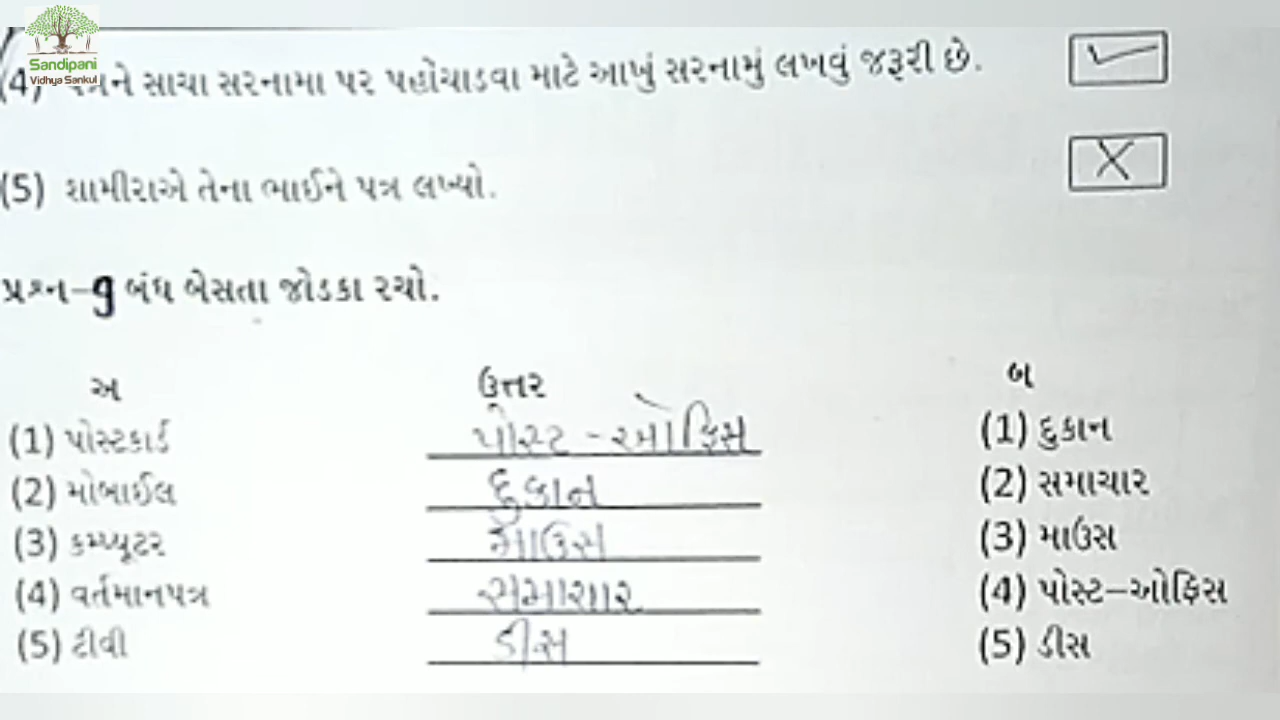 Sandipani
Vidhya Sankul
(4) પત્રને સાચા સરનામા પર પહોંચાડવા માટે આખું સરનામું લખવું જરૂરી છે. ✓
(5) શામીરાએ તેના ભાઈને પત્ર લખ્યો. X
પ્રશ્ન-9 બંધ બેસતા જોડકા રચો.
અ ઉત્તર બ
(1) પોસ્ટકાર્ડ પોસ્ટ-ઓફિસ (1) દુકાન
(2) મોબાઈલ દુકાન (2) સમાચાર
(3) કમ્પ્યૂટર માઉસ (3) માઉસ
(4) વર્તમાનપત્ર સમાશાર (4) પોસ્ટ-ઓફિસ
(5) ટીવી ડીસ (5) ડીસ